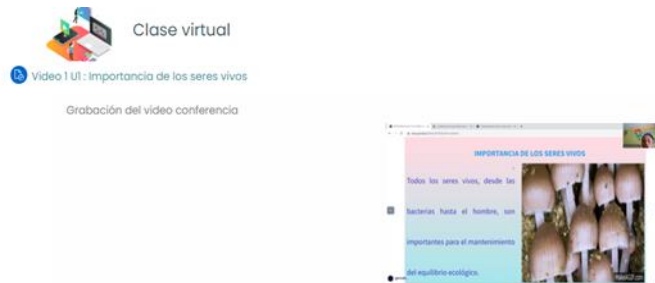 Clase virtual
Video 1 U1 : Importancia de los seres vivos
Grabación del video conferencia
IMPORTANCIA DE LOS SERES VIVOS
Todos los seres vivos, desde las
bacterias hasta el hombre, son
importantes para el mantenimiento
del equilibrio ecológico.